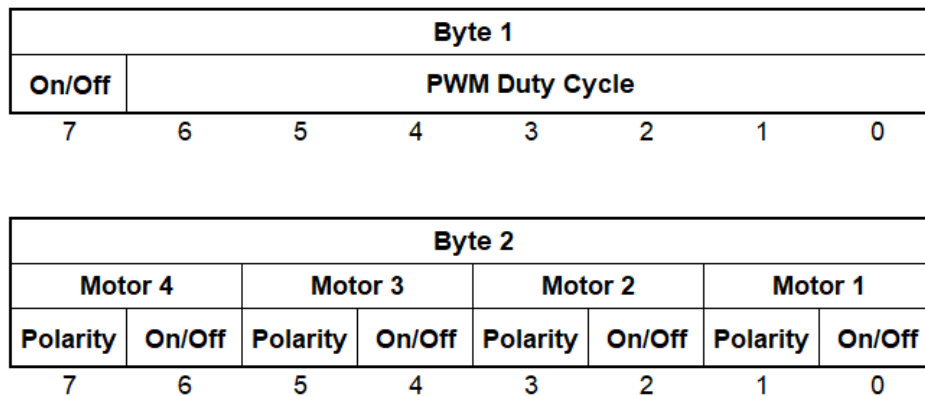 Byte 1
On/Off PWM Duty Cycle
7 6 5 4 3 2 1 0
Byte 2
Motor 4 Motor 3 Motor 2 Motor 1
Polarity On/Off Polarity On/Off Polarity On/Off Polarity On/Off
7 6 5 4 3 2 1 0